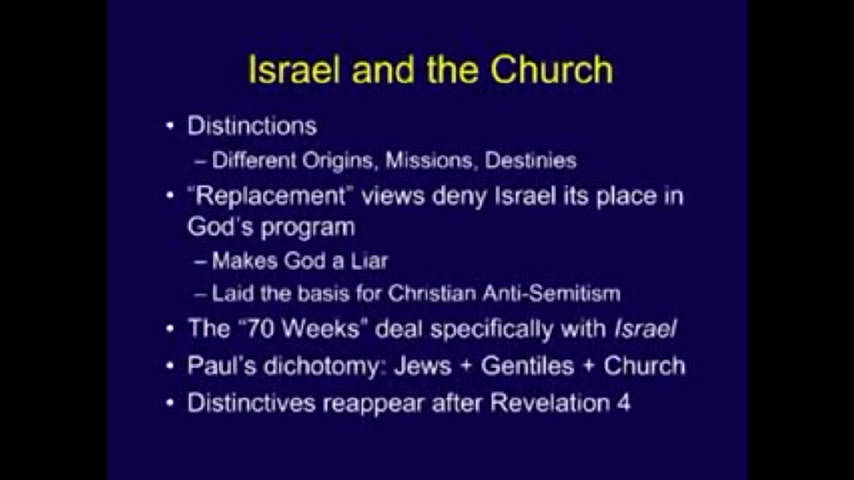 Israel and the Church
• Distinctions
– Different Origins, Missions, Destinies
• “Replacement” views deny Israel its place in
God’s program
– Makes God a Liar
– Laid the basis for Christian Anti-Semitism
• The “70 Weeks” deal specifically with Israel
• Paul’s dichotomy: Jews + Gentiles + Church
• Distinctives reappear after Revelation 4